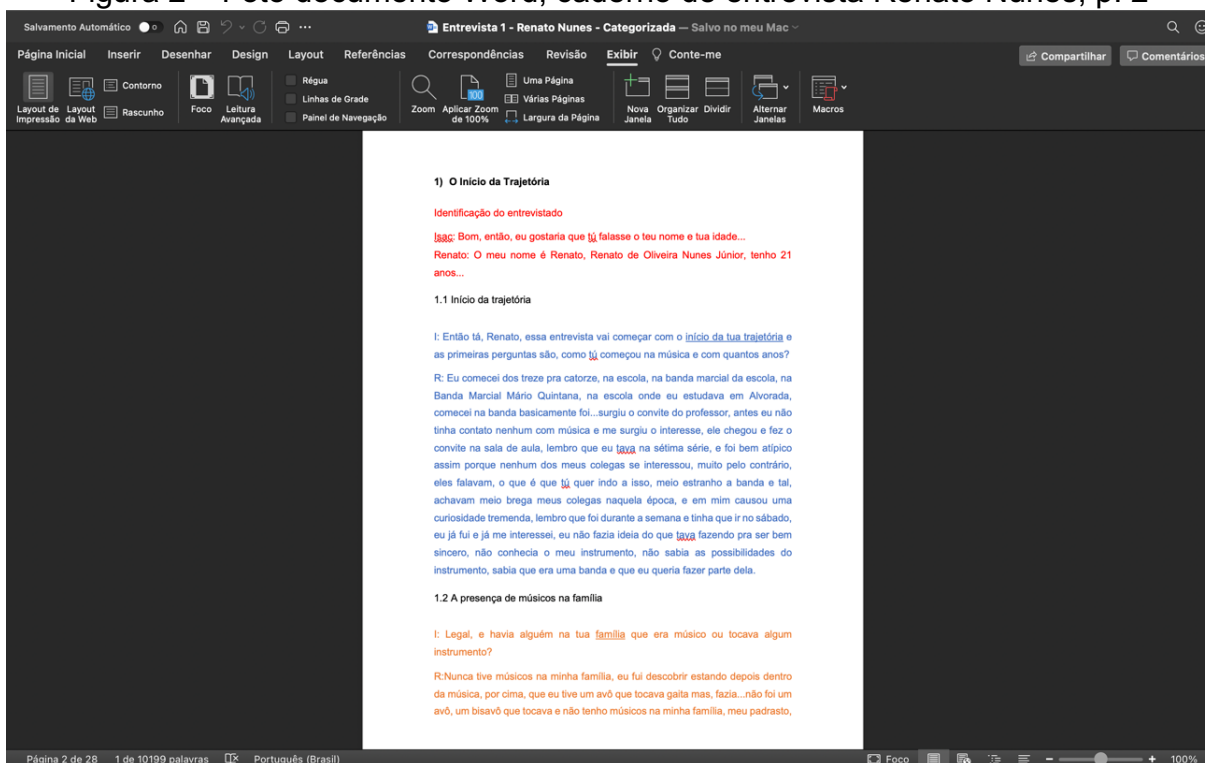 Figura 2 – Foto documento Word, caderno de entrevista Renato Nunes, p. 2
Salvamento Automático
Entrevista 1 - Renato Nunes - Categorizada — Salvo no meu Mac
Página Inicial Inserir Desenhar Design Layout Referências Correspondências Revisão Exibir Conte-me Compartilhar Comentários
Layout de Impressão
Layout da Web
Contorno
Rascunho
Foco
Leitura Avançada
Régua
Linhas de Grade
Painel de Navegação
Zoom
Aplicar Zoom de 100%
100
Uma Página
Várias Páginas
Largura da Página
Nova Janela
Organizar Tudo
Dividir
Alternar Janelas
Macros
1) O Início da Trajetória
Identificação do entrevistado
Isac: Bom, então, eu gostaria que tú falasse o teu nome e tua idade...
Renato: O meu nome é Renato, Renato de Oliveira Nunes Júnior, tenho 21
anos...
1.1 Início da trajetória
I: Então tá, Renato, essa entrevista vai começar com o início da tua trajetória e
as primeiras perguntas são, como tú começou na música e com quantos anos?
R: Eu comecei dos treze pra catorze, na escola, na banda marcial da escola, na
Banda Marcial Mário Quintana, na escola onde eu estudava em Alvorada,
comecei na banda basicamente foi...surgiu o convite do professor, antes eu não
tinha contato nenhum com música e me surgiu o interesse, ele chegou e fez o
convite na sala de aula, lembro que eu tava na sétima série, e foi bem atípico
assim porque nenhum dos meus colegas se interessou, muito pelo contrário,
eles falavam, o que é que tú quer indo a isso, meio estranho a banda e tal,
achavam meio brega meus colegas naquela época, e em mim causou uma
curiosidade tremenda, lembro que foi durante a semana e tinha que ir no sábado,
eu já fui e já me interessei, eu não fazia ideia do que tava fazendo pra ser bem
sincero, não conhecia o meu instrumento, não sabia as possibilidades do
instrumento, sabia que era uma banda e que eu queria fazer parte dela.
1.2 A presença de músicos na família
I: Legal, e havia alguém na tua família que era músico ou tocava algum
instrumento?
R:Nunca tive músicos na minha família, eu fui descobrir estando depois dentro
da música, por cima, que eu tive um avô que tocava gaita mas, fazia...não foi um
avô, um bisavô que tocava e não tenho músicos na minha família, meu padrasto,
Página 2 de 28 1 de 10199 palavras Português (Brasil) Foco 100%